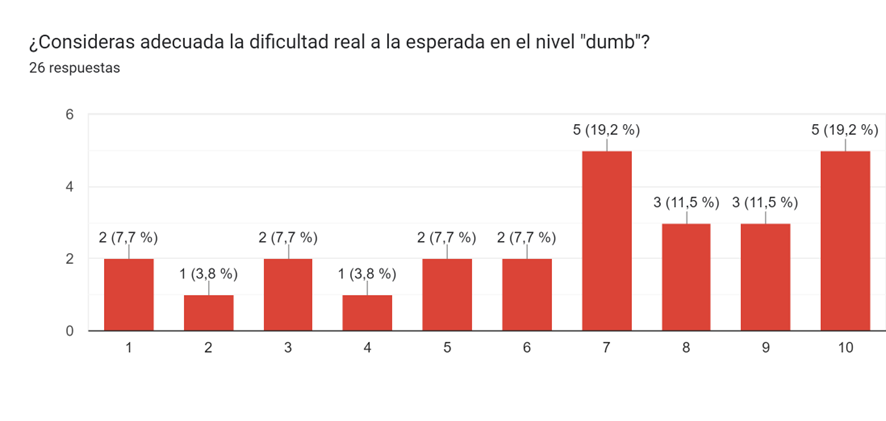 ¿Consideras adecuada la dificultad real a la esperada en el nivel "dumb"?
26 respuestas
6
4
2
0
2 (7,7 %)
1 (3,8 %)
2 (7,7 %)
1 (3,8 %)
2 (7,7 %)
2 (7,7 %)
5 (19,2 %)
3 (11,5 %)
3 (11,5 %)
5 (19,2 %)
1 2 3 4 5 6 7 8 9 10